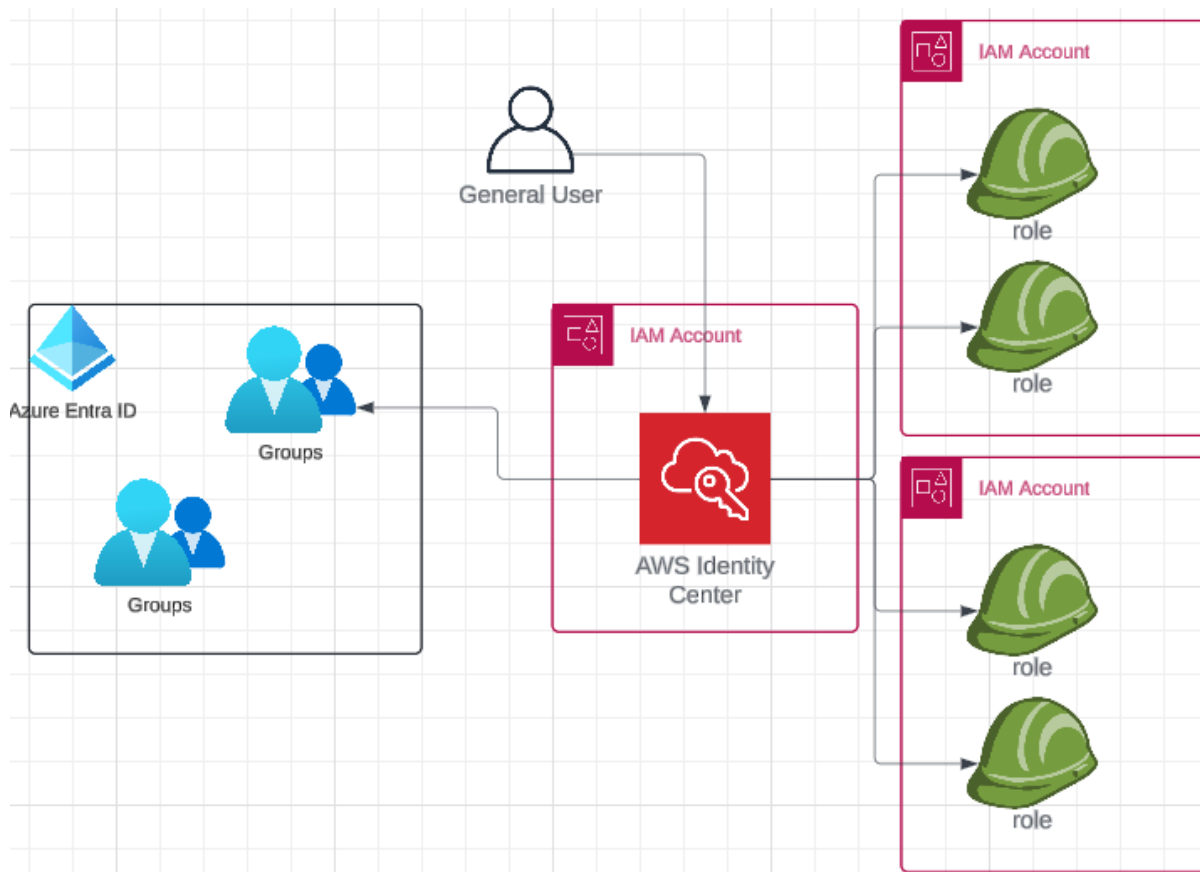 IAM Account
role
role
General User
Azure Entra ID
Groups
Groups
IAM Account
AWS Identity
Center
IAM Account
role
role